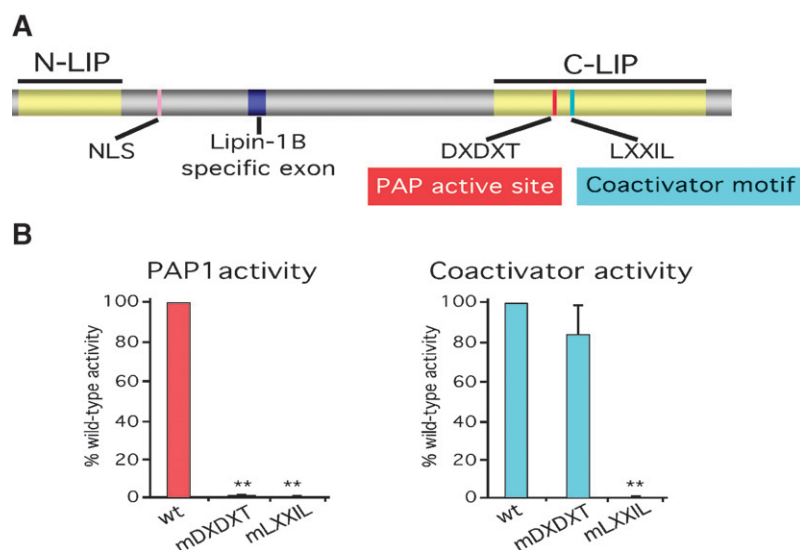 A
N-LIP
C-LIP
NLS
Lipin-1B
specific exon
DXDXT
LXXIL
PAP active site
Coactivator motif
B
PAP1 activity
% wild-type activity
100
80
60
40
20
0
**
**
wt
mDXDXT
mLXXIL
Coactivator activity
% wild-type activity
100
80
60
40
20
0
**
wt
mDXDXT
mLXXIL